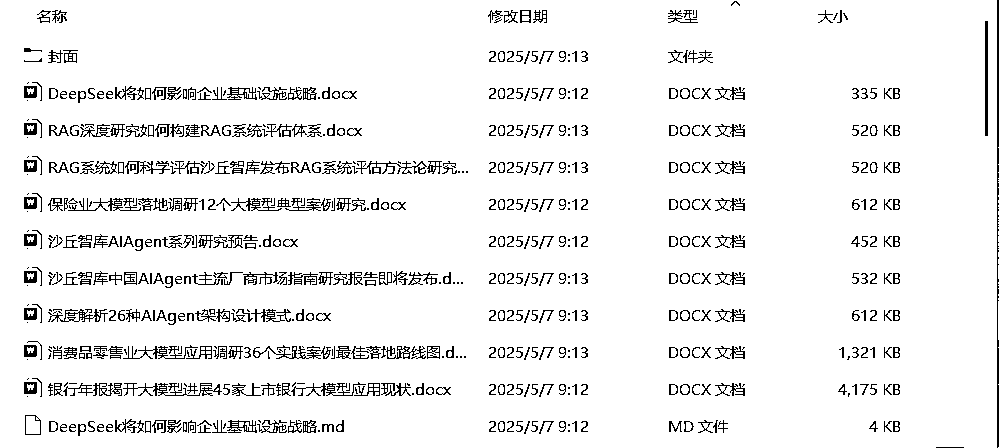 名称 修改日期 类型 大小
封面 2025/5/7 9:13 文件夹
DeepSeek将如何影响企业基础设施战略.docx 2025/5/7 9:12 DOCX 文档 335 KB
RAG深度研究如何构建RAG系统评估体系.docx 2025/5/7 9:13 DOCX 文档 520 KB
RAG系统如何科学评估沙丘智库发布RAG系统评估方法论研究... 2025/5/7 9:13 DOCX 文档 520 KB
保险业大模型落地调研12个大模型典型案例研究.docx 2025/5/7 9:12 DOCX 文档 612 KB
沙丘智库AIAgent系列研究预告.docx 2025/5/7 9:12 DOCX 文档 452 KB
沙丘智库中国AIAgent主流厂商市场指南研究报告即将发布.d... 2025/5/7 9:13 DOCX 文档 532 KB
深度解析26种AIAgent架构设计模式.docx 2025/5/7 9:13 DOCX 文档 612 KB
消费品零售业大模型应用调研36个实践案例最佳落地路线图.d... 2025/5/7 9:13 DOCX 文档 1,321 KB
银行年报揭开大模型进展45家上市银行大模型应用现状.docx 2025/5/7 9:12 DOCX 文档 4,175 KB
DeepSeek将如何影响企业基础设施战略.md 2025/5/7 9:12 MD 文件 4 KB